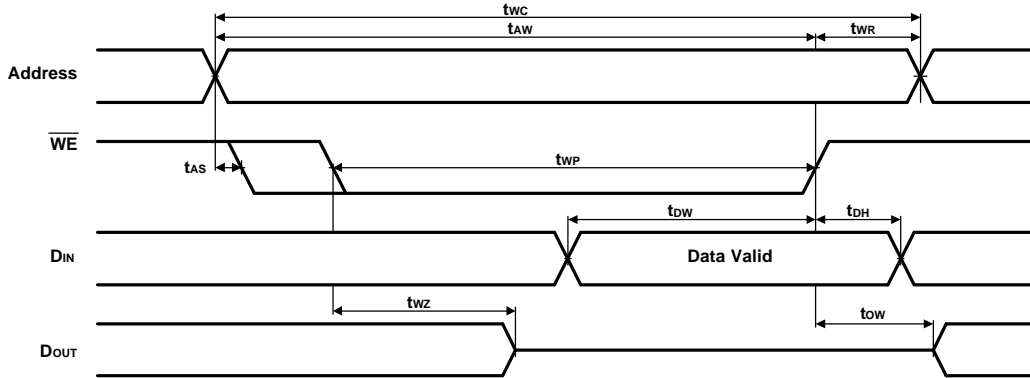 tWC
tAW
tWR
Address
WE
tAS
tWP
tDW
tDH
DIN
Data Valid
tWZ
tOW
DOUT